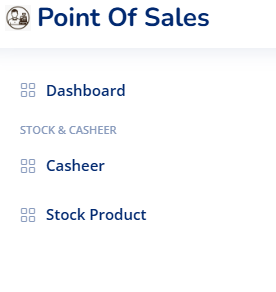 Point Of Sales
Dashboard
STOCK & CASHEER
Casheer
Stock Product